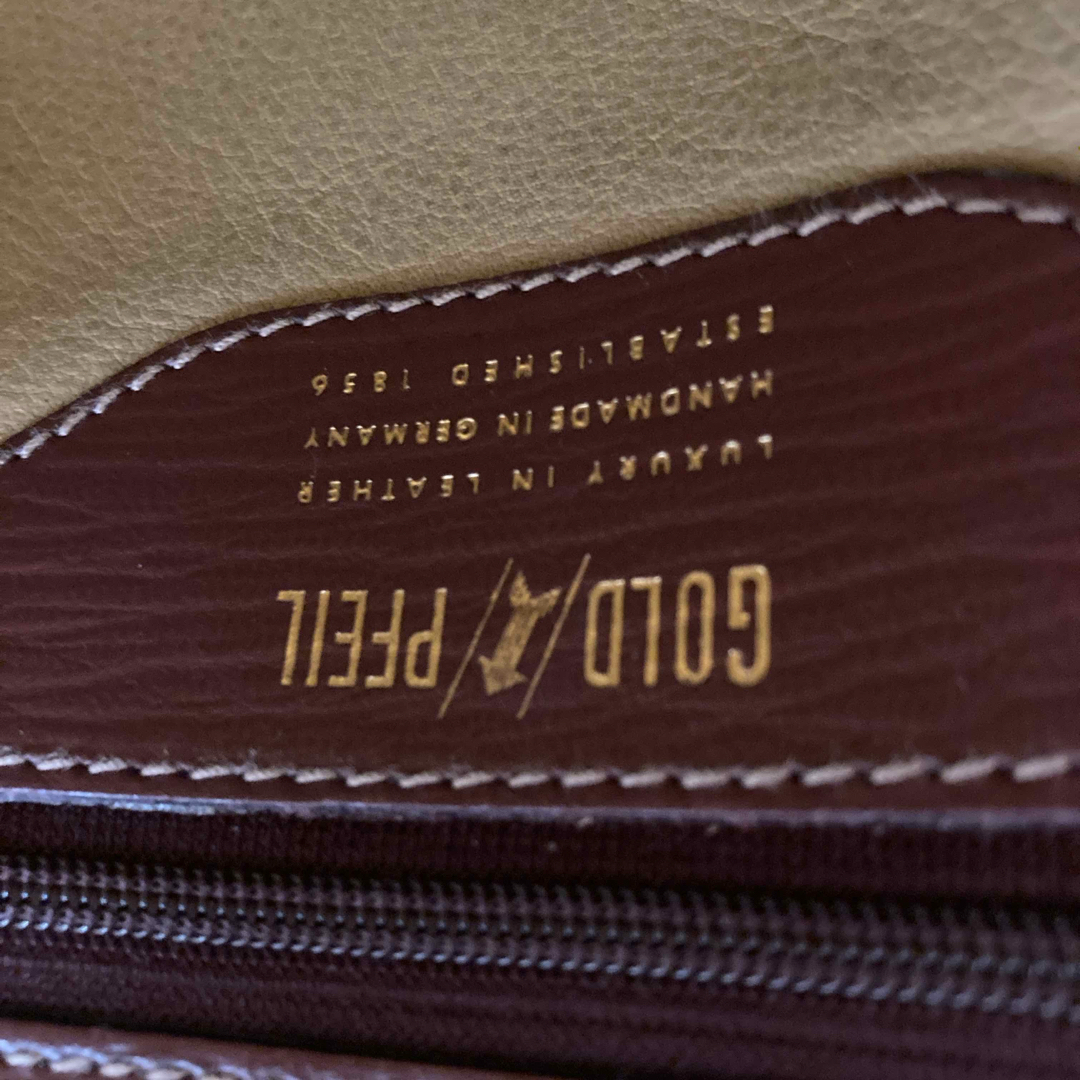 GOLD PFEIL
LUXURY IN LEATHER
HANDMADE IN GERMANY
ESTABLISHED 1856